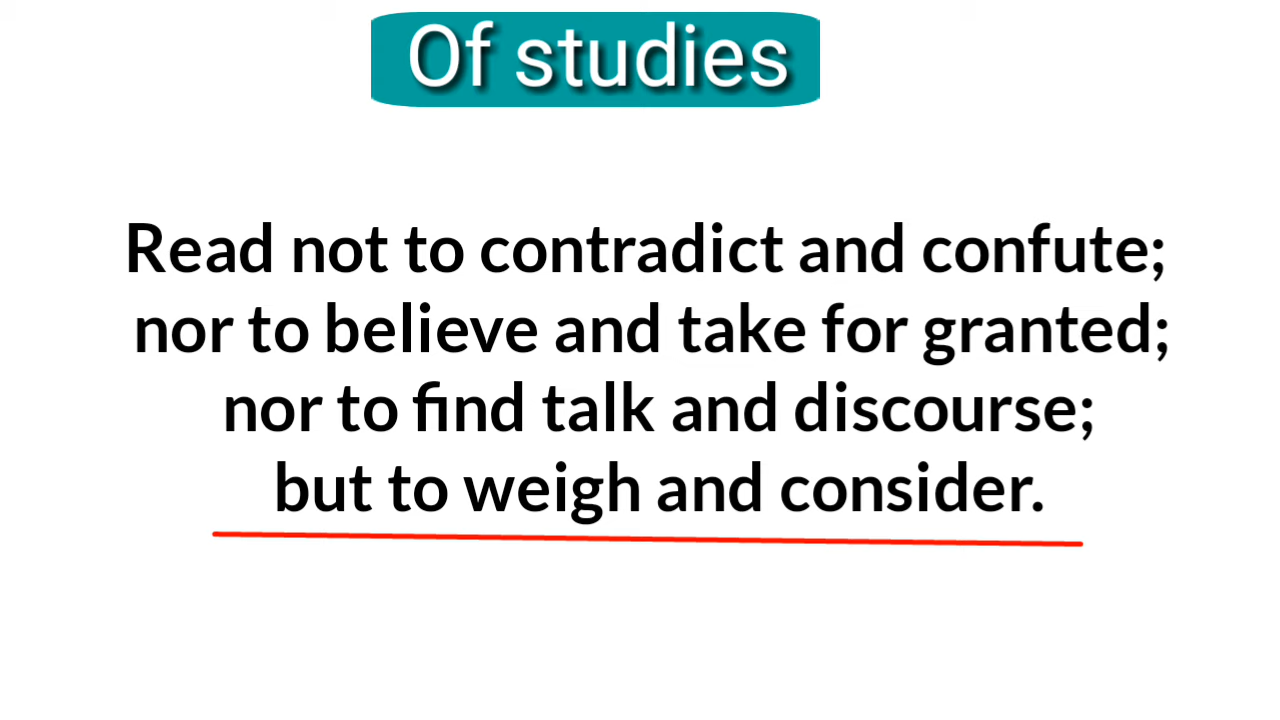 Of studies
Read not to contradict and confute;
nor to believe and take for granted;
nor to find talk and discourse;
but to weigh and consider.